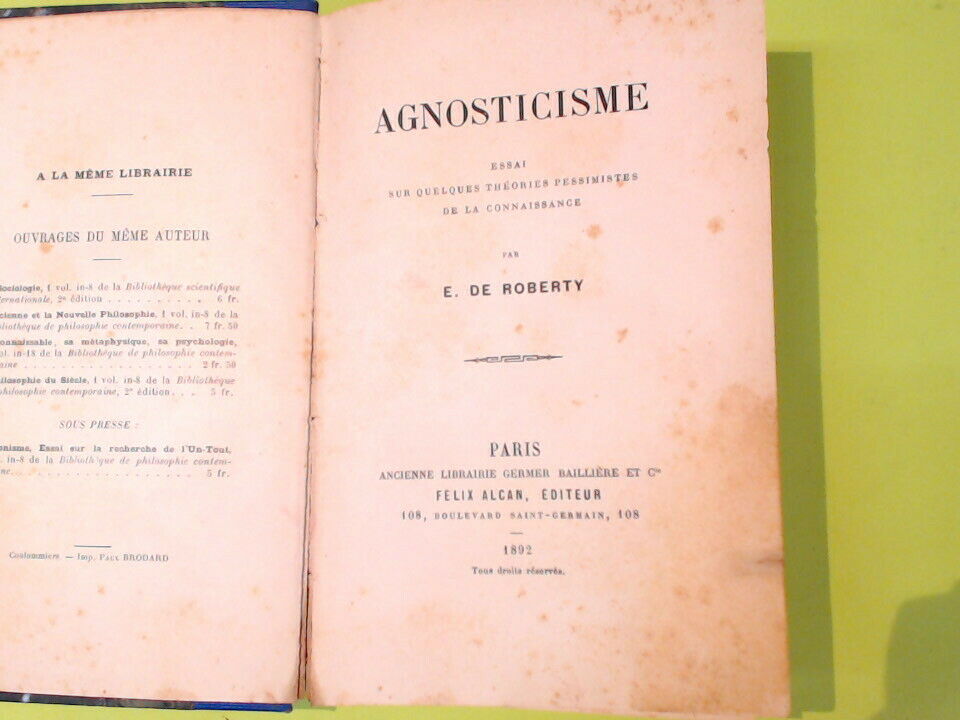 A LA MÊME LIBRAIRIE
OUVRAGES DU MÊME AUTEUR
ociologie, 1 vol. in-8 de la Bibliothèque scientifique
ernationale, 2e édition . . . . . . . . . . 6 fr.
cienne et la Nouvelle Philosophie, 1 vol. in-8 de la
bliothèque de philosophie contemporaine. . 7 fr. 50
connaissable, sa métaphysique, sa psychologie,
ol. in-18 de la Bibliothèque de philosophie contem-
aine . . . . . . . . . . . . . . . . . 2 fr. 50
ilosophie du Siècle, 1 vol. in-8 de la Bibliothèque
philosophie contemporaine, 2e édition. . . 5 fr.
SOUS PRESSE :
onisme, Essai sur la recherche de l'Un-Tout,
. in-8 de la Bibliothèque de philosophie contem-
ne. . . . . . . . . . . . . . . . . . . 5 fr.
Coulommiers. — Imp. PAUL BRODARD
AGNOSTICISME
ESSAI
SUR QUELQUES THÉORIES PESSIMISTES
DE LA CONNAISSANCE
PAR
E. DE ROBERTY
PARIS
ANCIENNE LIBRAIRIE GERMER BAILLIÈRE ET Cie
FÉLIX ALCAN, ÉDITEUR
108, BOULEVARD SAINT-GERMAIN, 108
1892
Tous droits réservés.